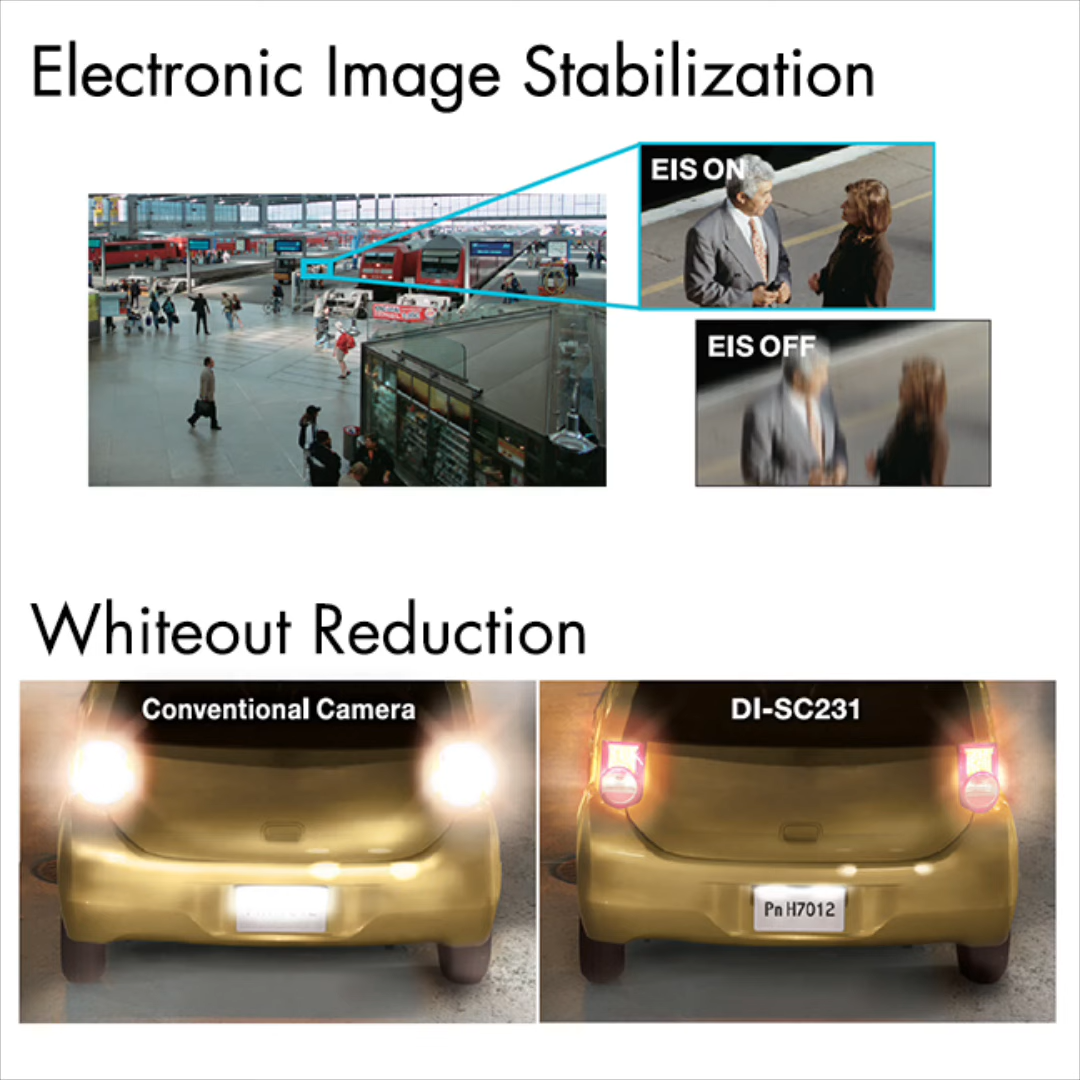 Electronic Image Stabilization
EIS ON
EIS OFF
Whiteout Reduction
Conventional Camera
DI-SC231
Pn H7012